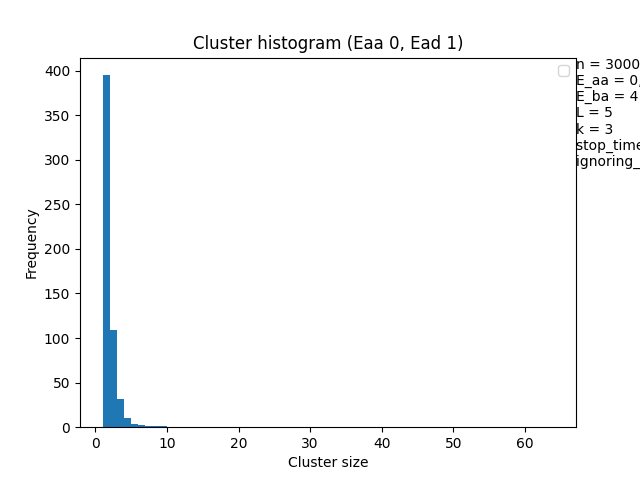 Cluster histogram (Eaa 0, Ead 1)
n = 3000
E_aa = 0,
E_ba = 4
L = 5
k = 3
stop_time
ignoring_
400
350
300
250
200
150
100
50
0
Frequency
0 10 20 30 40 50 60
Cluster size